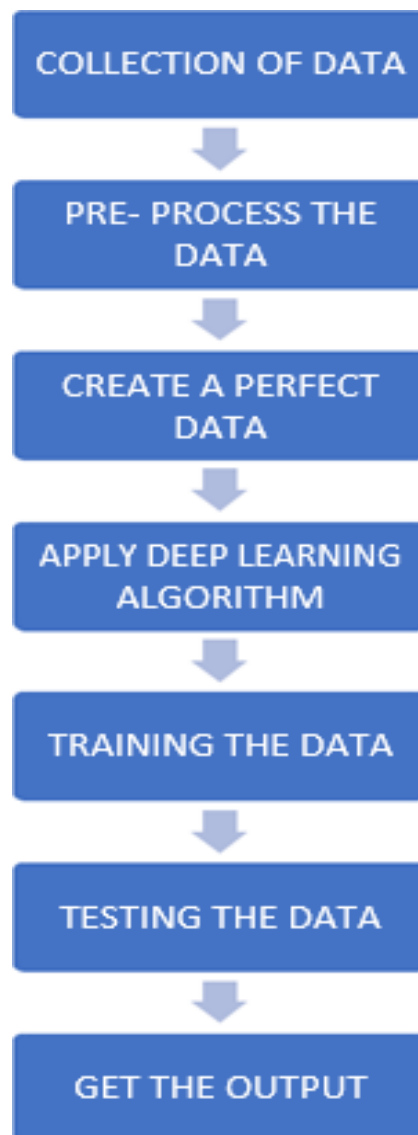 COLLECTION OF DATA
PRE- PROCESS THE
DATA
CREATE A PERFECT
DATA
APPLY DEEP LEARNING
ALGORITHM
TRAINING THE DATA
TESTING THE DATA
GET THE OUTPUT